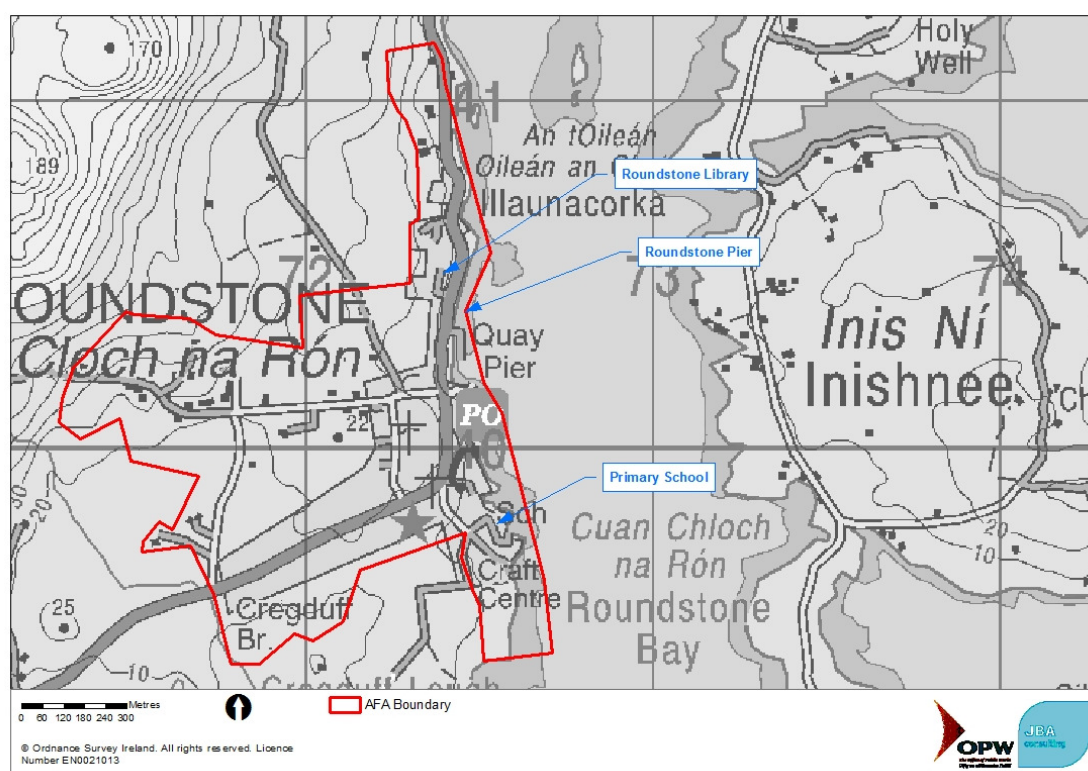 170
Holy
Well
41
An tOileán
189
Oileán an
Roundstone Library
Illaunacorka
Roundstone Pier
72
73
74
OUNDSTONE
Cloch na Rón
Quay
Pier
Inis Ní
Inishnee
CH
22
PO
40
30
20
Primary School
Sch
20
10
Cuan Chloch
na Rón
Craft
Centre
Roundstone
Bay
25
Cregduff
Br.
10
Cregduff Lough
Metres
0 60 120 180 240 300
AFA Boundary
© Ordnance Survey Ireland. All rights reserved. Licence
Number EN0021013
OPW
JBA
consulting